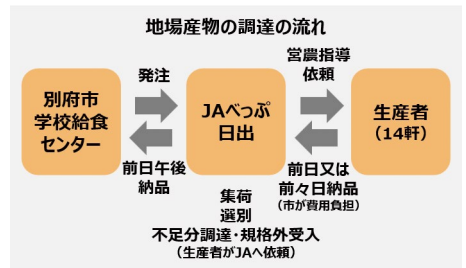 地場産物の調達の流れ
別府市
学校給食
センター
発注
前日午後
納品
JAべっぷ
日出
営農指導
依頼
前日又は
前々日納品
(市が費用負担)
生産者
(14軒)
集荷
選別
不足分調達・規格外受入
(生産者がJAへ依頼)